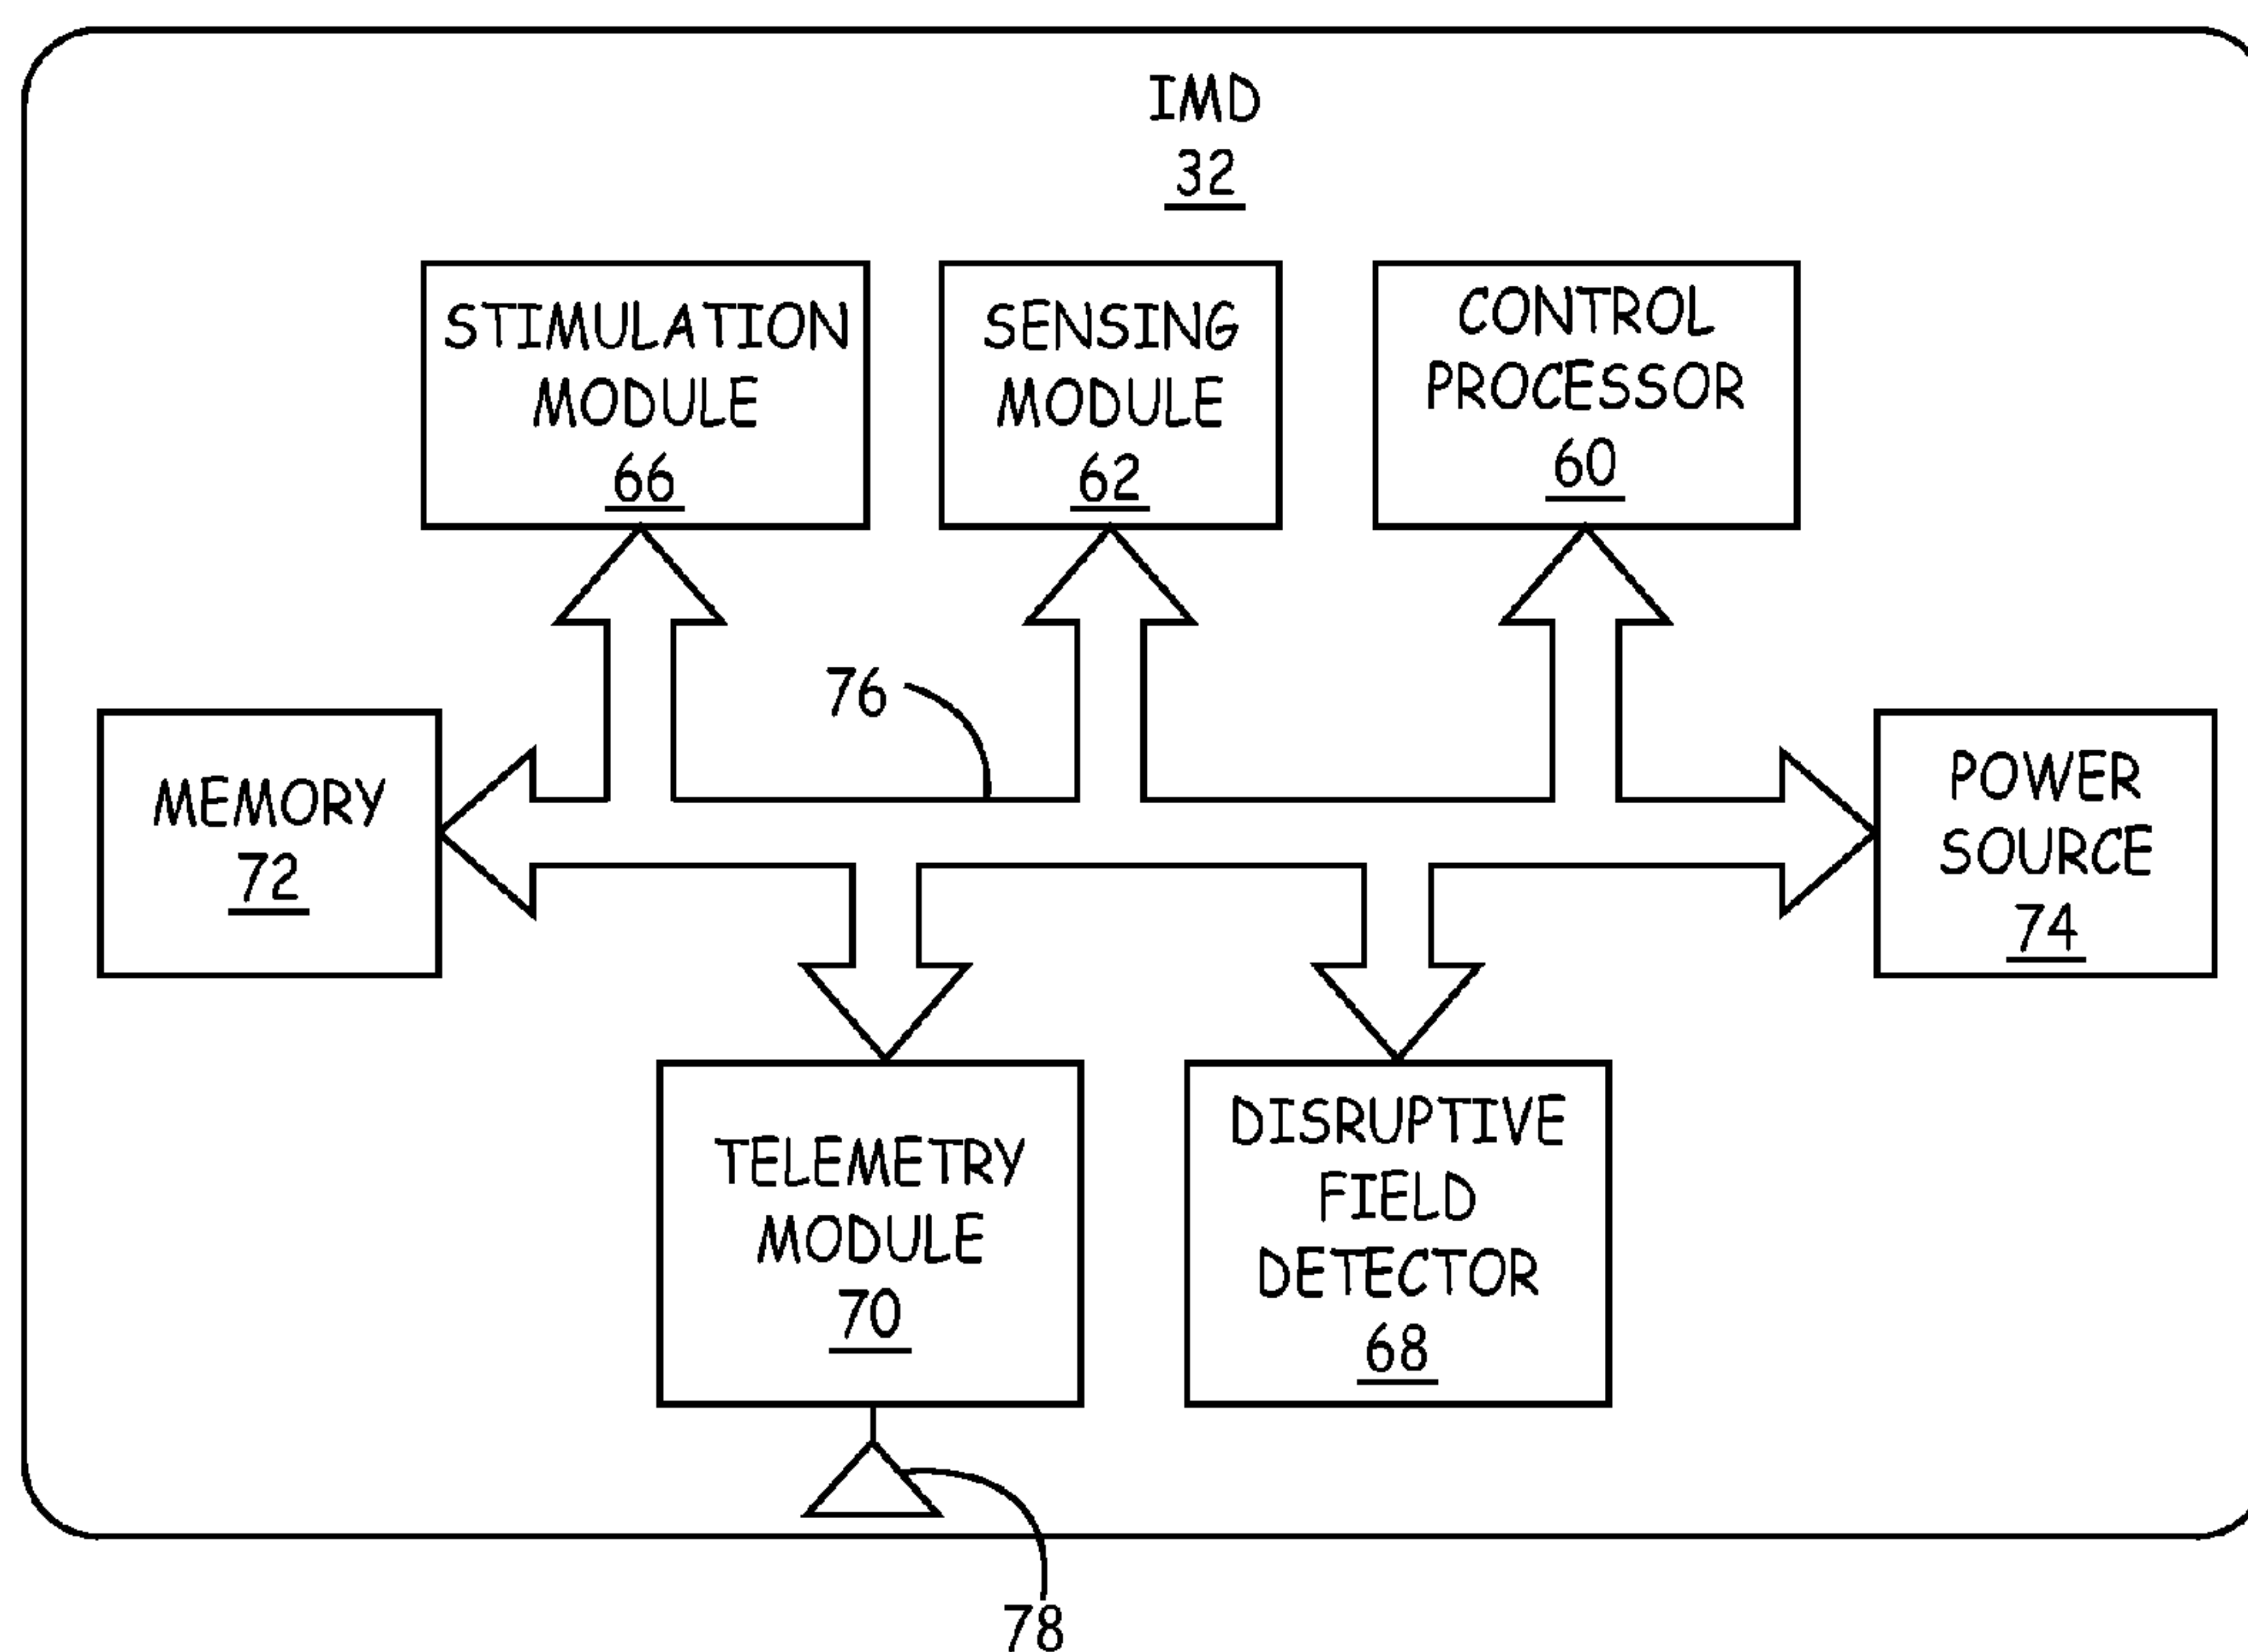 IMD
32
STIMULATION
MODULE
66
SENSING
MODULE
62
CONTROL
PROCESSOR
60
76
MEMORY
72
POWER
SOURCE
74
TELEMETRY
MODULE
70
DISRUPTIVE
FIELD
DETECTOR
68
78